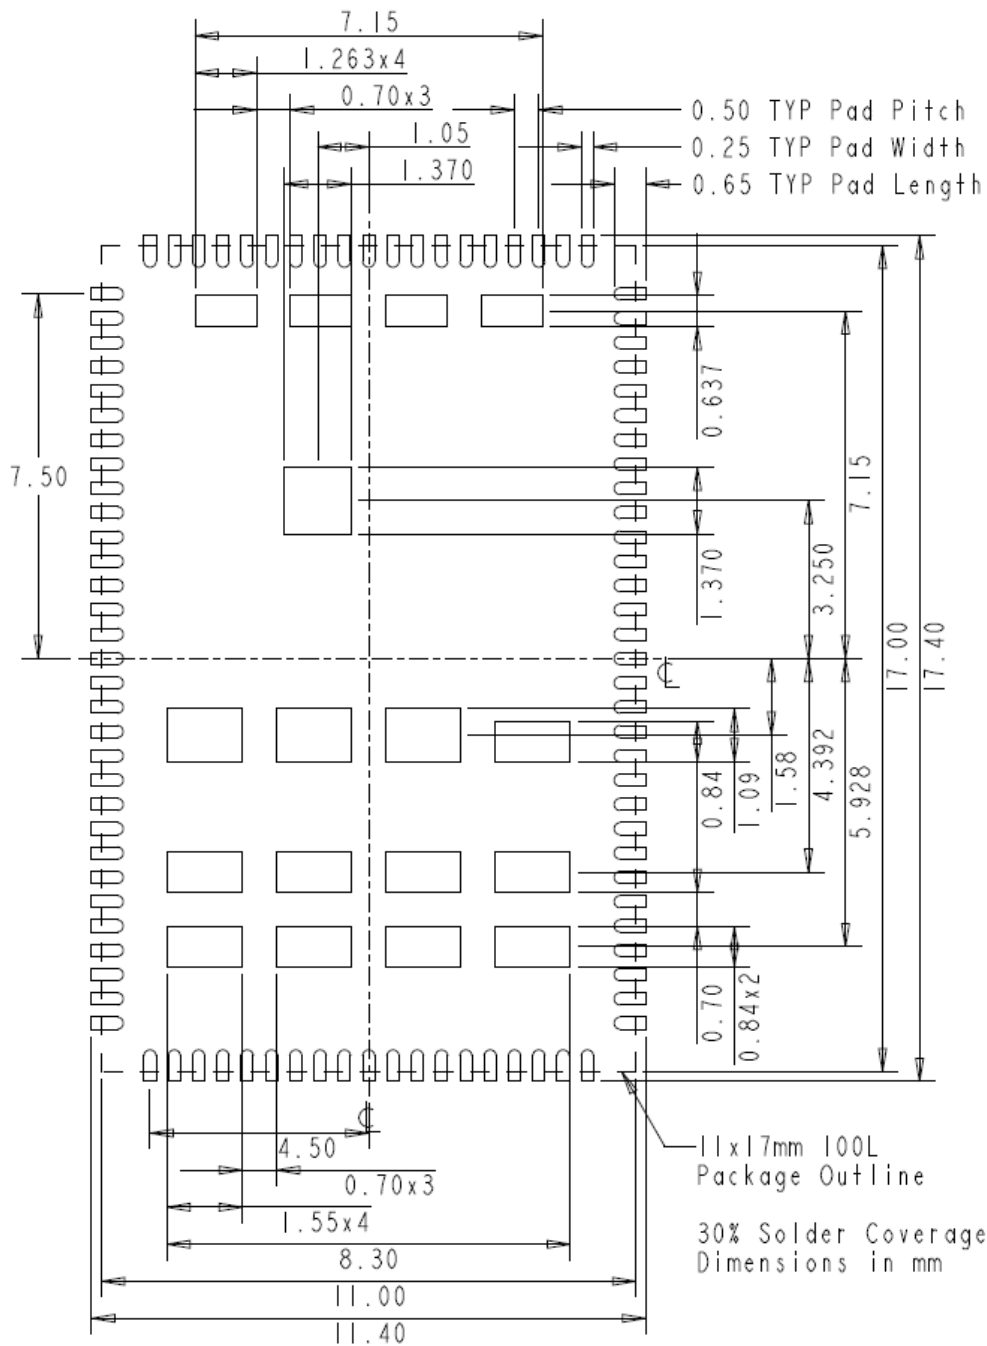 7.15
1.263x4
0.70x3
1.05
1.370
0.50 TYP Pad Pitch
0.25 TYP Pad Width
0.65 TYP Pad Length
0.637
7.50
7.15
1.370
3.250
17.00
17.40
℄
0.84
1.09
1.58
4.392
5.928
0.70
0.84x2
℄
4.50
0.70x3
1.55x4
8.30
11.00
11.40
11x17mm 100L
Package Outline
30% Solder Coverage
Dimensions in mm